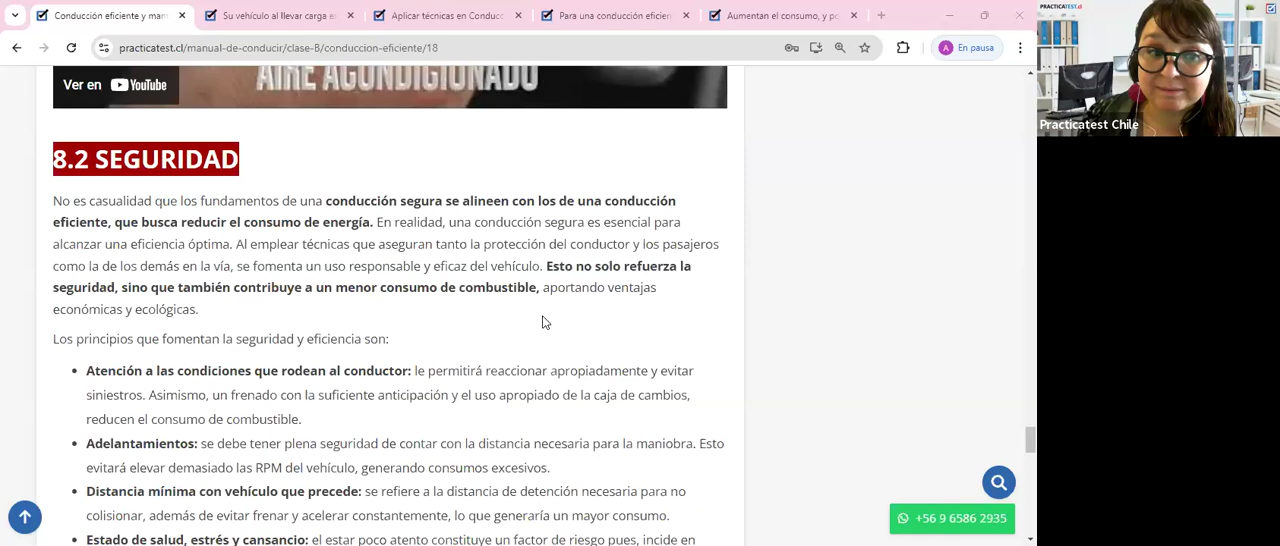 Conducción eficiente y man
Su vehículo al llevar carga en
Aplicar técnicas en Conducc
Para una conducción eficien
Aumentan el consumo, y po
practicatest.cl/manual-de-conducir/clase-B/conduccion-eficiente/18
A En pausa
PRACTICATEST.cl
Practicatest Chile
Ver en YouTube
AIRE ACONDICIONADO
8.2 SEGURIDAD
No es casualidad que los fundamentos de una conducción segura se alineen con los de una conducción
eficiente, que busca reducir el consumo de energía. En realidad, una conducción segura es esencial para
alcanzar una eficiencia óptima. Al emplear técnicas que aseguran tanto la protección del conductor y los pasajeros
como la de los demás en la vía, se fomenta un uso responsable y eficaz del vehículo. Esto no solo refuerza la
seguridad, sino que también contribuye a un menor consumo de combustible, aportando ventajas
económicas y ecológicas.
Los principios que fomentan la seguridad y eficiencia son:
• Atención a las condiciones que rodean al conductor: le permitirá reaccionar apropiadamente y evitar
siniestros. Asimismo, un frenado con la suficiente anticipación y el uso apropiado de la caja de cambios,
reducen el consumo de combustible.
• Adelantamientos: se debe tener plena seguridad de contar con la distancia necesaria para la maniobra. Esto
evitará elevar demasiado las RPM del vehículo, generando consumos excesivos.
• Distancia mínima con vehículo que precede: se refiere a la distancia de detención necesaria para no
colisionar, además de evitar frenar y acelerar constantemente, lo que generaría un mayor consumo.
• Estado de salud, estrés y cansancio: el estar poco atento constituye un factor de riesgo pues, incide en
+56 9 6586 2935